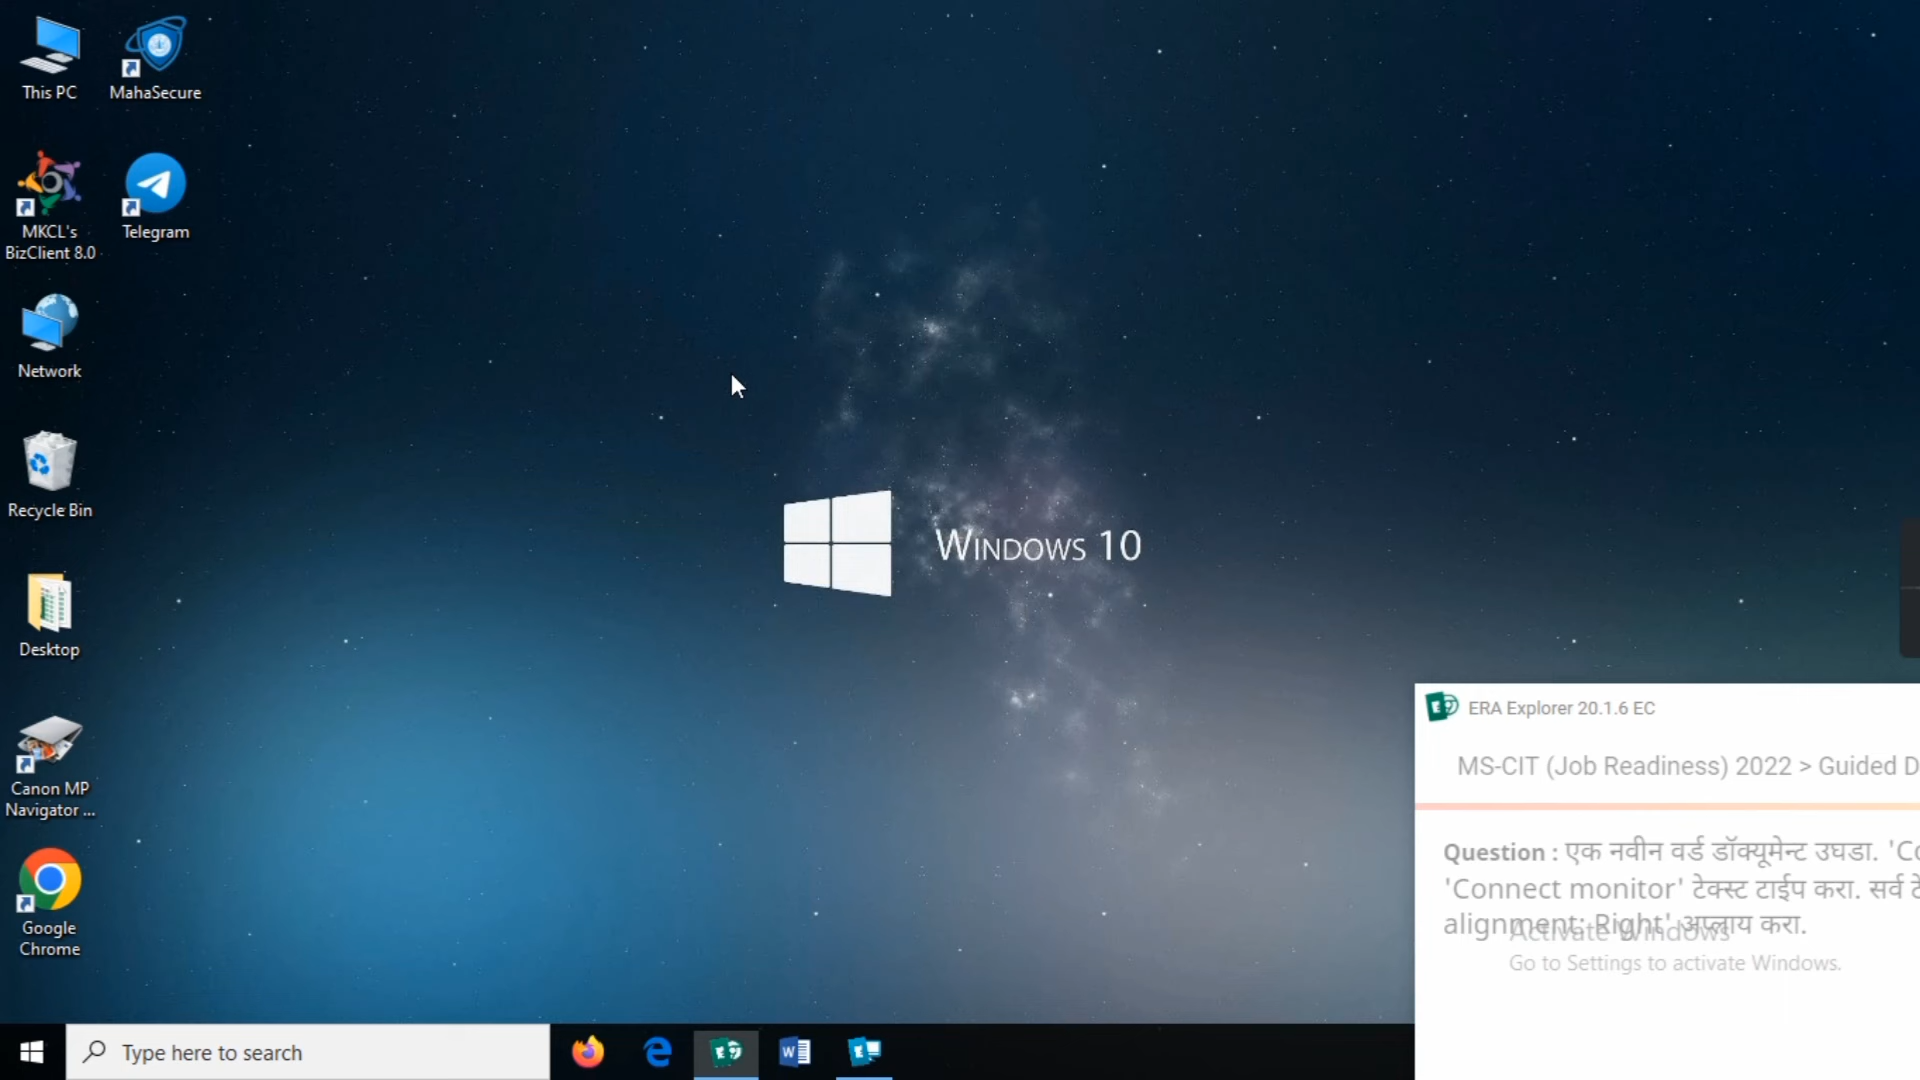 This PC
MahaSecure
MKCL's
BizClient 8.0
Telegram
Network
Recycle Bin
Desktop
Canon MP
Navigator ...
Google
Chrome
WINDOWS 10
ERA Explorer 20.1.6 EC
MS-CIT (Job Readiness) 2022 > Guided D
Question : एक नवीन वर्ड डॉक्यूमेन्ट उघडा. 'Co
'Connect monitor' टेक्स्ट टाईप करा. सर्व टे
alignment: Right' अप्लाय करा.
Activate Windows
Go to Settings to activate Windows.
Type here to search